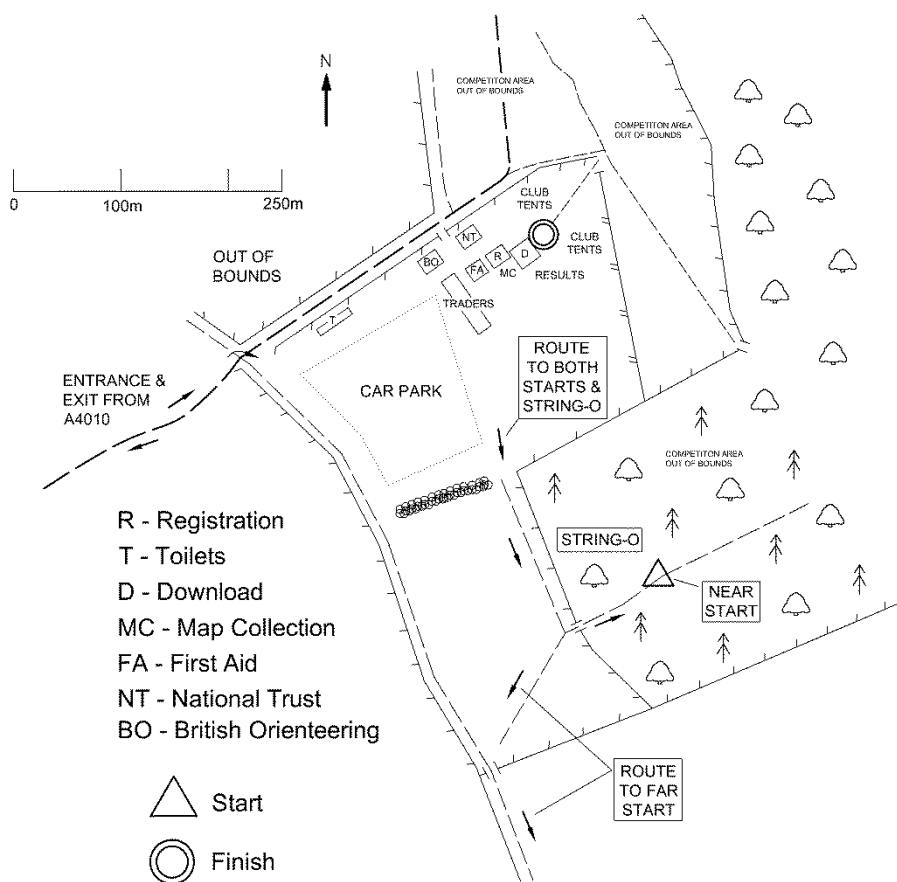 N
COMPETITON AREA
OUT OF BOUNDS
COMPETITON AREA
OUT OF BOUNDS
0
100m
250m
CLUB
TENTS
CLUB
TENTS
NT
BO
R
D
FA
MC
RESULTS
OUT OF
BOUNDS
TRADERS
T
ROUTE
TO BOTH
STARTS &
STRING-O
ENTRANCE &
EXIT FROM
A4010
CAR PARK
COMPETITON AREA
OUT OF BOUNDS
STRING-O
NEAR
START
R - Registration
T - Toilets
D - Download
MC - Map Collection
FA - First Aid
NT - National Trust
BO - British Orienteering
ROUTE
TO FAR
START
Start
Finish